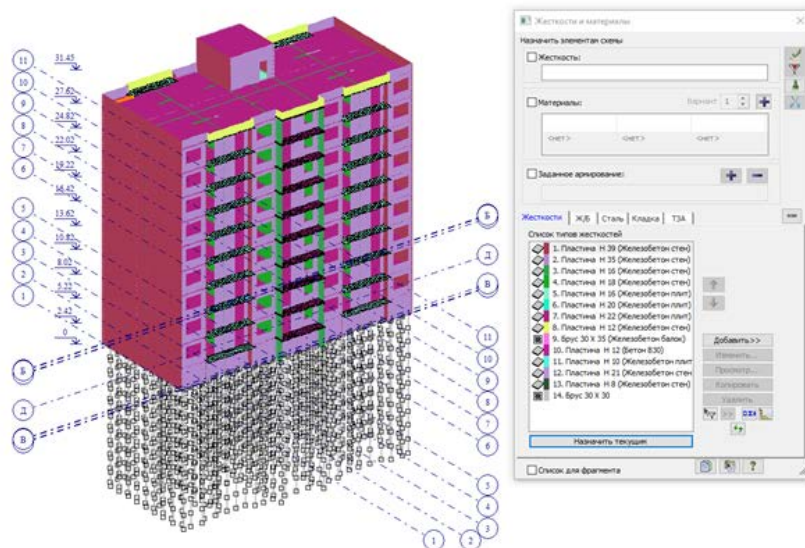 31.45
27.62
24.82
22.02
19.22
16.42
13.62
10.82
8.02
5.22
2.42
0
11
10
9
8
7
6
5
4
3
2
1
Б
Д
В
Б
Д
В
11
10
9
8
7
6
5
4
3
2
1
Жесткости и материалы
Назначить элементам схемы
Жесткость:
Материалы:
Вариант 1
<нет> <нет> <нет>
Заданное армирование:
Жесткости Ж/Б Сталь Кладка ТЗА
Список типов жесткостей
1. Пластина Н 39 (Железобетон стен)
2. Пластина Н 35 (Железобетон стен)
3. Пластина Н 16 (Железобетон стен)
4. Пластина Н 18 (Железобетон стен)
5. Пластина Н 16 (Железобетон плит)
6. Пластина Н 20 (Железобетон плит)
7. Пластина Н 22 (Железобетон плит)
8. Пластина Н 12 (Железобетон стен)
9. Брус 30 X 35 (Железобетон балок)
10. Пластина Н 12 (Бетон В30)
11. Пластина Н 10 (Железобетон плит
12. Пластина Н 21 (Железобетон стен
13. Пластина Н 8 (Железобетон стен)
14. Брус 30 X 30
Добавить>>
Изменить...
Просмотр...
Копировать
Удалить
Назначить текущим
Список для фрагмента